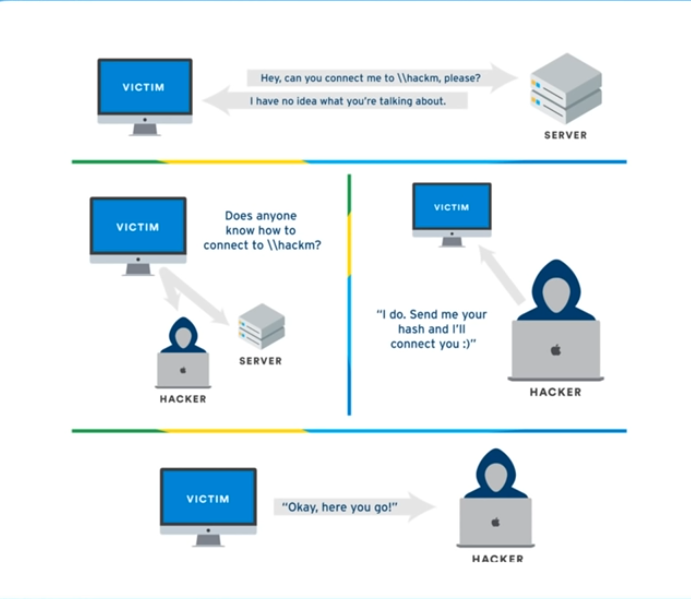 VICTIM
Hey, can you connect me to \\hackm, please?
I have no idea what you're talking about.
SERVER
VICTIM
Does anyone
know how to
connect to \\hackm?
HACKER
SERVER
VICTIM
"I do. Send me your
hash and I'll
connect you :)"
HACKER
VICTIM
"Okay, here you go!"
HACKER